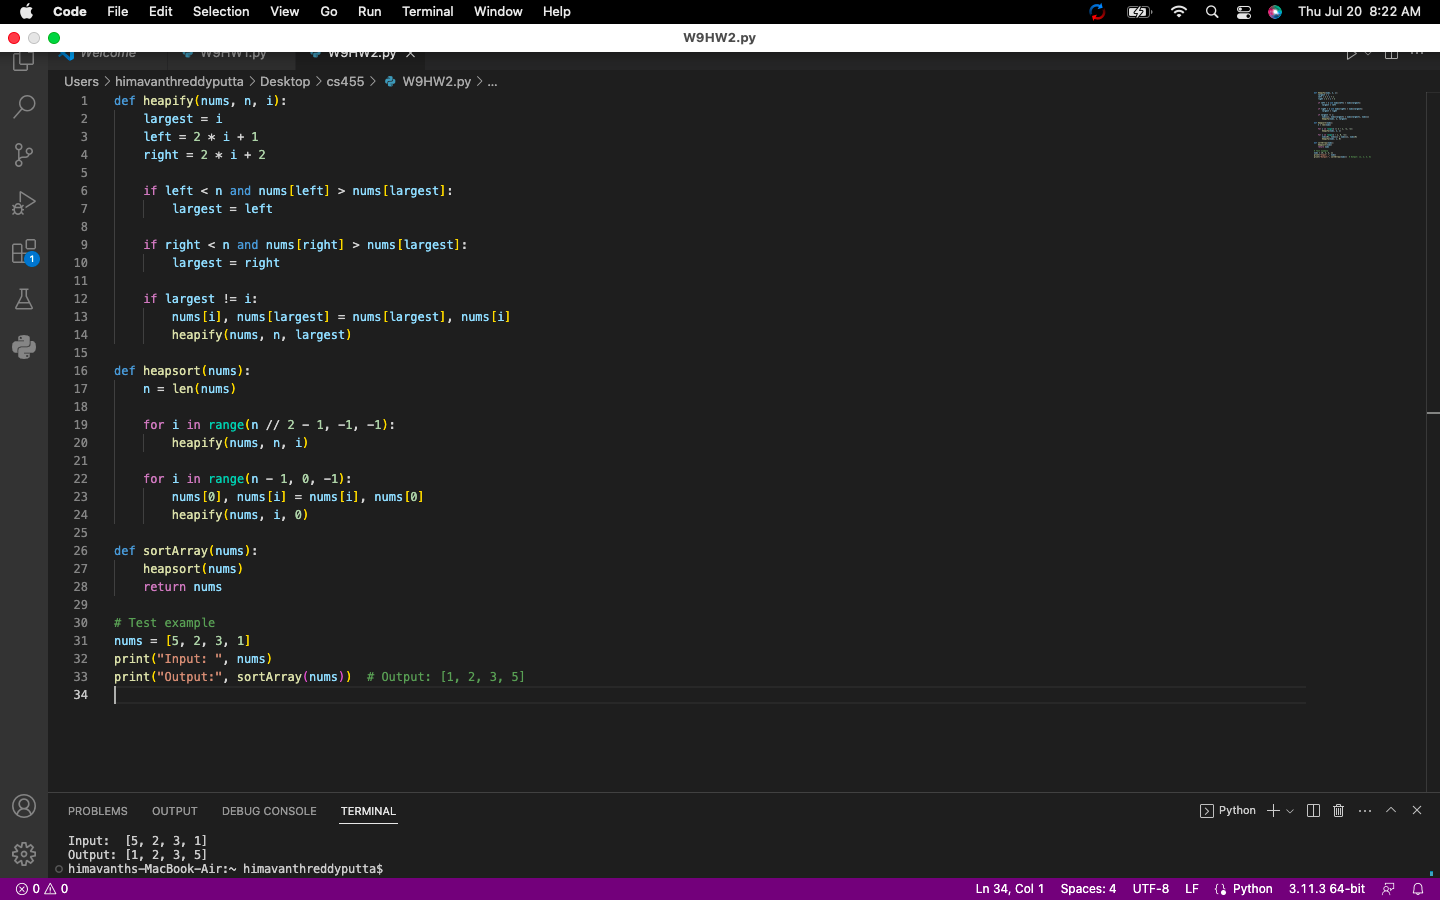 Code File Edit Selection View Go Run Terminal Window Help Thu Jul 20 8:22 AM
W9HW2.py
Welcome W9HW1.py W9HW2.py
Users > himavanthreddyputta > Desktop > cs455 > W9HW2.py > ...
1 def heapify(nums, n, i):
2 largest = i
3 left = 2 * i + 1
4 right = 2 * i + 2
5
6 if left < n and nums[left] > nums[largest]:
7 largest = left
8
9 if right < n and nums[right] > nums[largest]:
10 largest = right
11
12 if largest != i:
13 nums[i], nums[largest] = nums[largest], nums[i]
14 heapify(nums, n, largest)
15
16 def heapsort(nums):
17 n = len(nums)
18
19 for i in range(n // 2 - 1, -1, -1):
20 heapify(nums, n, i)
21
22 for i in range(n - 1, 0, -1):
23 nums[0], nums[i] = nums[i], nums[0]
24 heapify(nums, i, 0)
25
26 def sortArray(nums):
27 heapsort(nums)
28 return nums
29
30 # Test example
31 nums = [5, 2, 3, 1]
32 print("Input: ", nums)
33 print("Output:", sortArray(nums)) # Output: [1, 2, 3, 5]
34
1
PROBLEMS OUTPUT DEBUG CONSOLE TERMINAL Python
Input: [5, 2, 3, 1]
Output: [1, 2, 3, 5]
himavanths-MacBook-Air:~ himavanthreddyputta$
0 0 Ln 34, Col 1 Spaces: 4 UTF-8 LF Python 3.11.3 64-bit